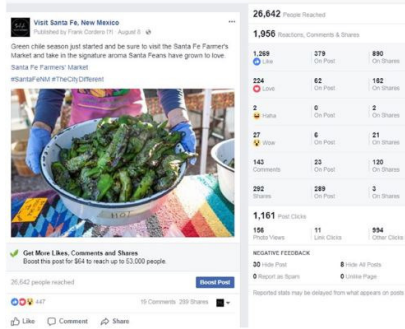 Visit Santa Fe, New Mexico
Published by Frank Cordero [?] · August 8
Green chile season just started and be sure to visit the Santa Fe Farmer's
Market and take in the signature aroma Santa Feans have grown to love.
Santa Fe Farmers' Market
#SantaFeNM #TheCityDifferent
Get More Likes, Comments and Shares
Boost this post for $64 to reach up to 53,000 people.
26,642 people reached
Boost Post
447
15 Comments 289 Shares
Like Comment Share
26,642 People Reached
1,956 Reactions, Comments & Shares
1,269 379 890
Like On Post On Shares
224 62 162
Love On Post On Shares
2 0 2
Haha On Post On Shares
27 6 21
Wow On Post On Shares
143 23 120
Comments On Post On Shares
292 289 3
Shares On Post On Shares
1,161 Post Clicks
156 11 994
Photo Views Link Clicks Other Clicks
NEGATIVE FEEDBACK
30 Hide Post 8 Hide All Posts
0 Report as Spam 0 Unlike Page
Reported stats may be delayed from what appears on posts